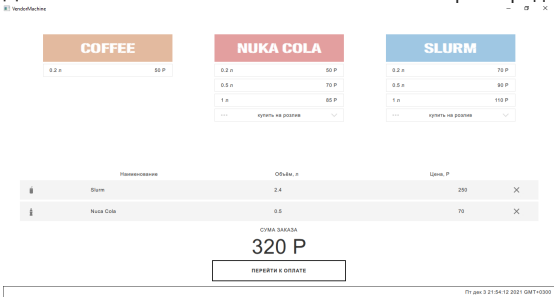 VendorMachine
COFFEE NUKA COLA SLURM
0.2 л 50 Р 0.2 л 50 Р 0.2 л 70 Р
0.5 л 70 Р 0.5 л 90 Р
1 л 85 Р 1 л 110 Р
купить на розлив купить на розлив
Наименование Объём, л Цена, Р
Slurm 2.4 250
Nuca Cola 0.5 70
СУМА ЗАКАЗА
320 Р
ПЕРЕЙТИ К ОПЛАТЕ
Пт дек 3 21:54:12 2021 GMT+0300